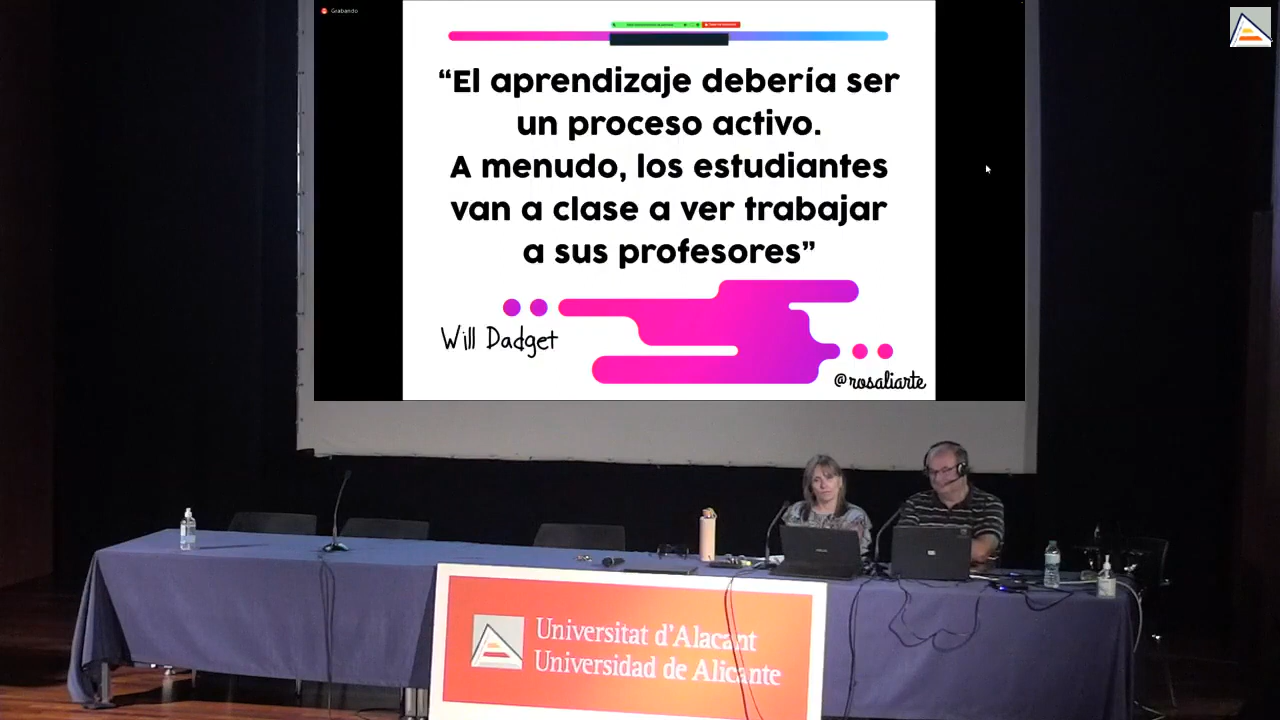 Grabando
“El aprendizaje debería ser
un proceso activo.
A menudo, los estudiantes
van a clase a ver trabajar
a sus profesores”
Will Dadget
@rosaliarte
Universitat d'Alacant
Universidad de Alicante